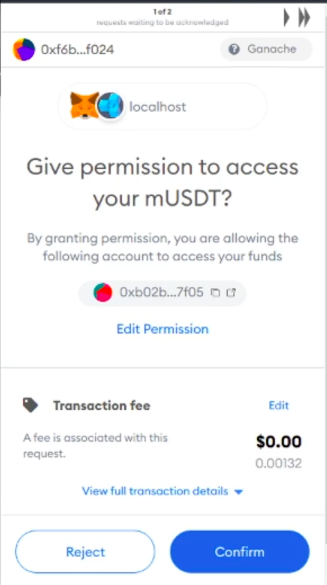 1 of 2
requests waiting to be acknowledged
0xf6b...f024
? Ganache
localhost
Give permission to access
your mUSDT?
By granting permission, you are allowing the
following account to access your funds
0xb02b...7f05
Edit Permission
Transaction fee
Edit
A fee is associated with this
request.
$0.00
0.00132
View full transaction details
Reject
Confirm